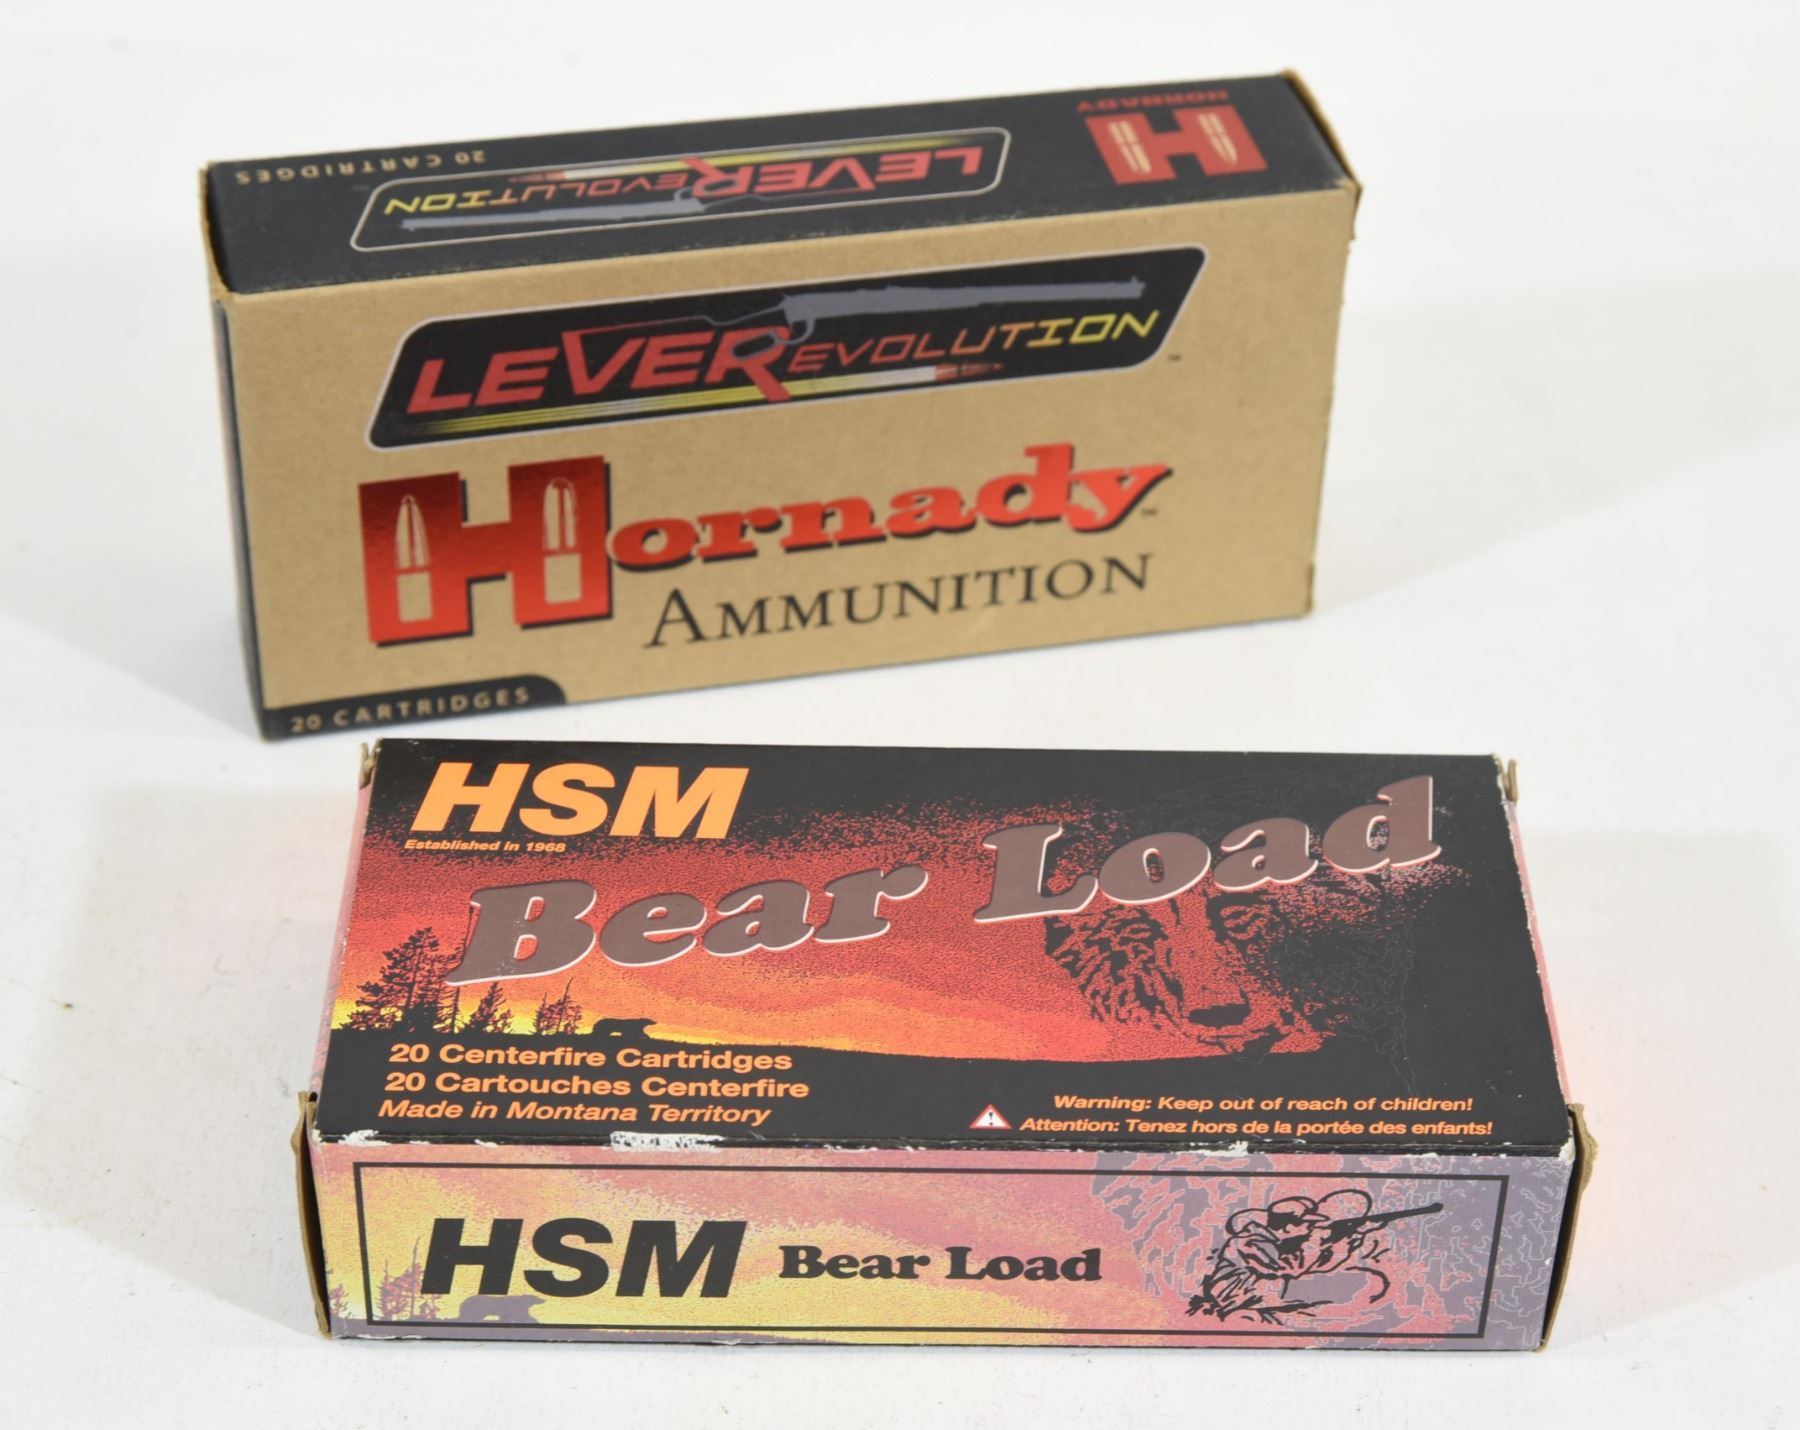 HORNADY
H
20 CARTRIDGES
LEVEREVOLUTION
LEVEREVOLUTION™
Hornady™
AMMUNITION
20 CARTRIDGES
HSM
Established in 1968
Bear Load
20 Centerfire Cartridges
20 Cartouches Centerfire
Made in Montana Territory
Warning: Keep out of reach of children!
Attention: Tenez hors de la portée des enfants!
HSM Bear Load